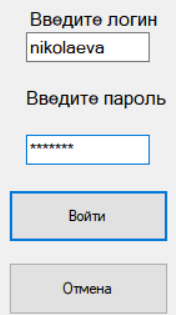 Введите логин
nikolaeva
Введите пароль
*******
Войти
Отмена